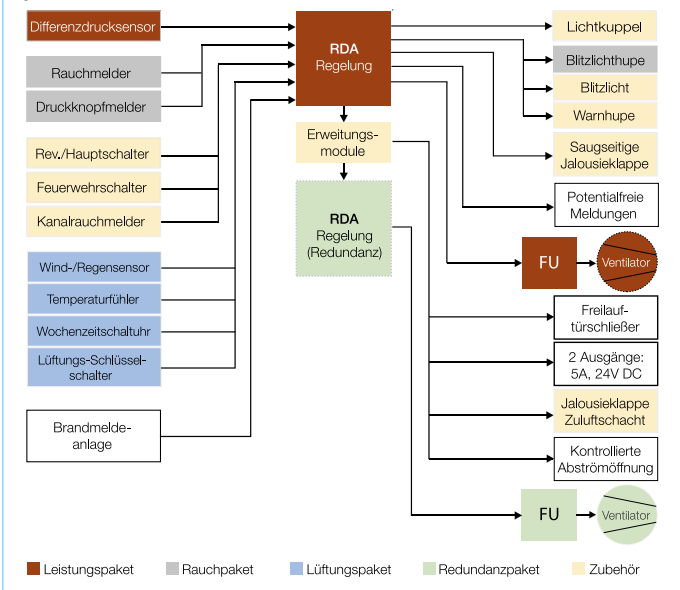 Differenzdrucksensor
Rauchmelder
Druckknopfmelder
Rev./Hauptschalter
Feuerwehrschalter
Kanalrauchmelder
Wind-/Regensensor
Temperaturfühler
Wochenzeitschaltuhr
Lüftungs-Schlüssel-
schalter
Brandmelde-
anlage
RDA
Regelung
Erweitungs-
module
RDA
Regelung
(Redundanz)
Lichtkuppel
Blitzlichthupe
Blitzlicht
Warnhupe
Saugseitige
Jalousieklappe
Potentialfreie
Meldungen
FU
Ventilator
Freilauf-
türschließer
2 Ausgänge:
5A, 24V DC
Jalousieklappe
Zuluftschacht
Kontrollierte
Abströmöffnung
FU
Ventilator
Leistungspaket
Rauchpaket
Lüftungspaket
Redundanzpaket
Zubehör